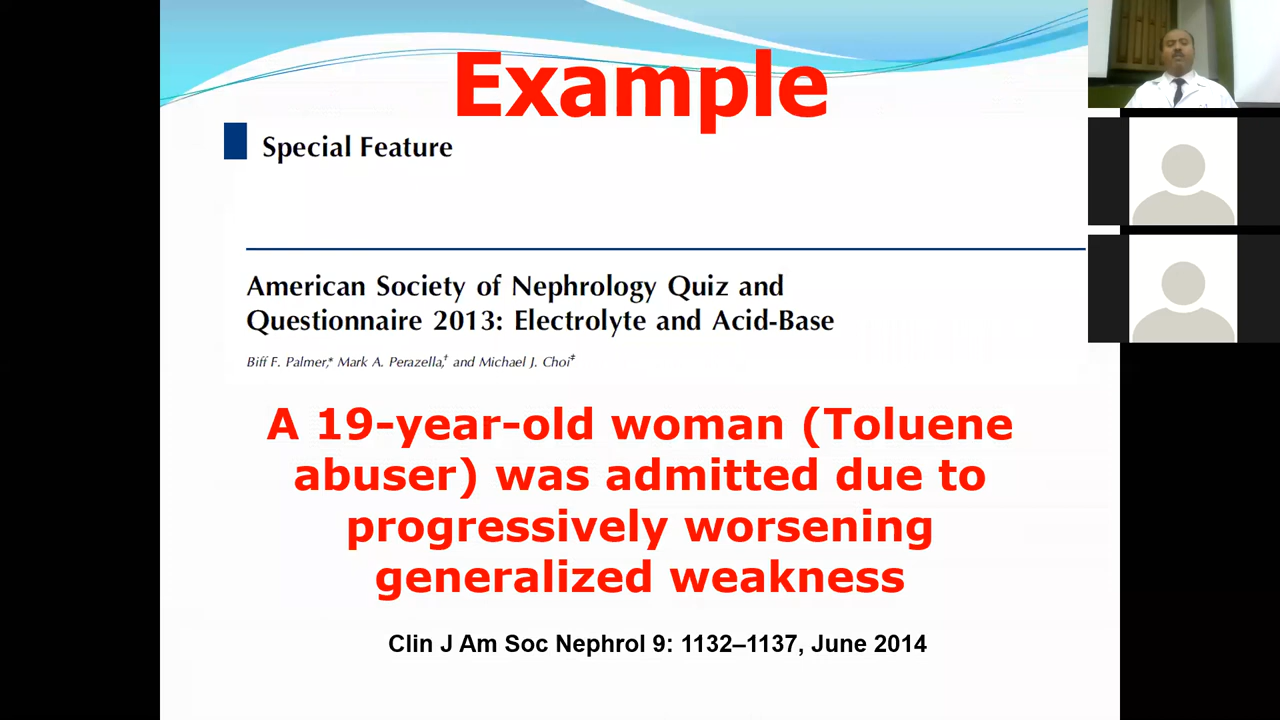 Example
Special Feature
American Society of Nephrology Quiz and
Questionnaire 2013: Electrolyte and Acid-Base
Biff F. Palmer,* Mark A. Perazella,† and Michael J. Choi‡
A 19-year-old woman (Toluene
abuser) was admitted due to
progressively worsening
generalized weakness
Clin J Am Soc Nephrol 9: 1132–1137, June 2014